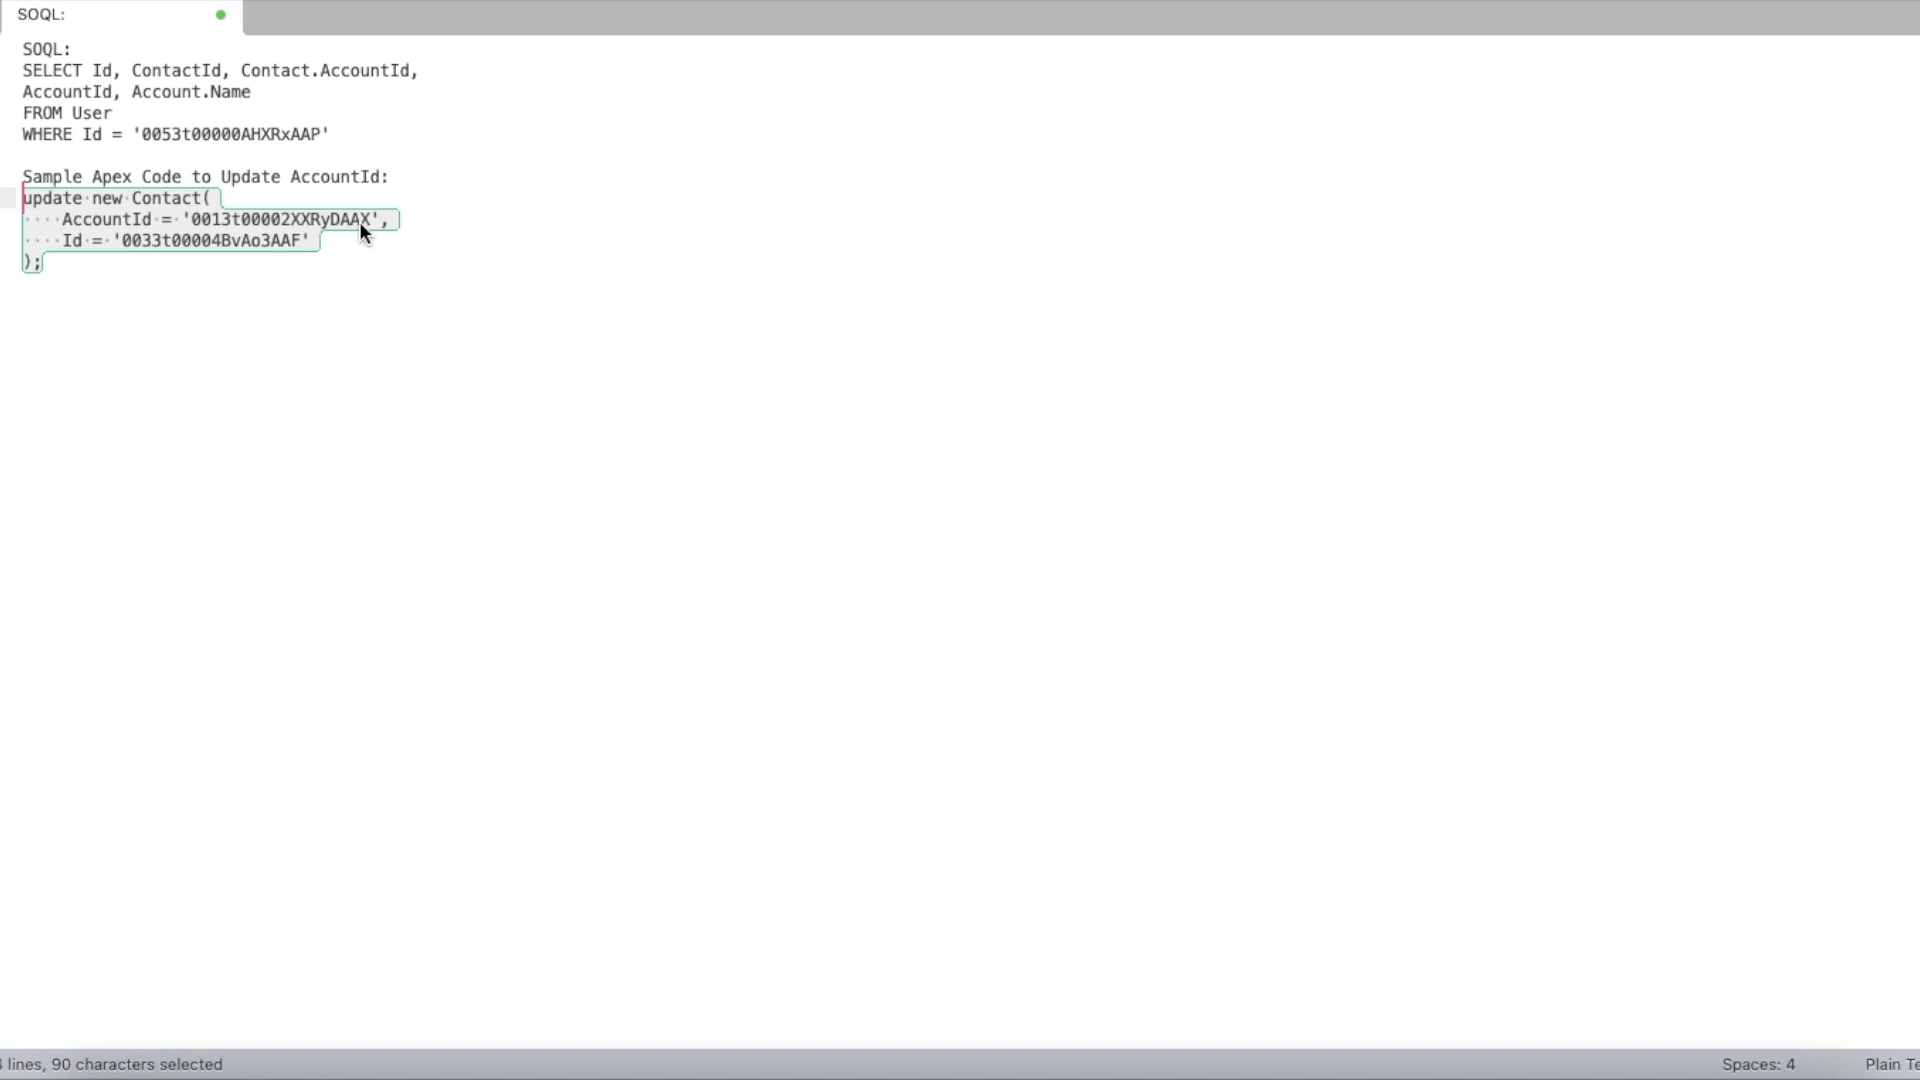 SOQL:
SOQL:
SELECT Id, ContactId, Contact.AccountId,
AccountId, Account.Name
FROM User
WHERE Id = '0053t00000AHXRxAAP'
Sample Apex Code to Update AccountId:
update new Contact(
    AccountId = '0013t00002XXRyDAAX',
    Id = '0033t00004BvAo3AAF'
);
lines, 90 characters selected
Spaces: 4
Plain Te